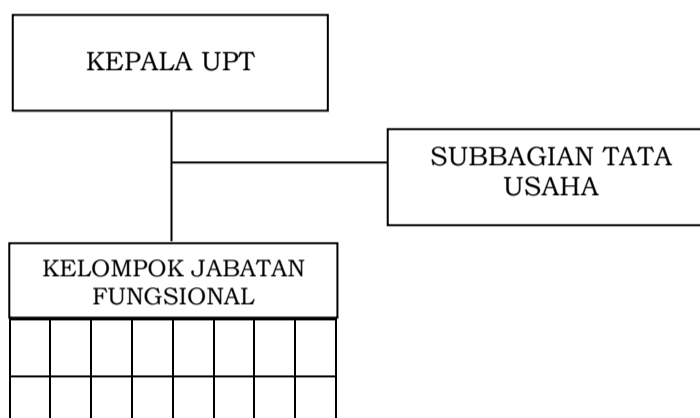 KEPALA UPT
SUBBAGIAN TATA
USAHA
KELOMPOK JABATAN
FUNGSIONAL